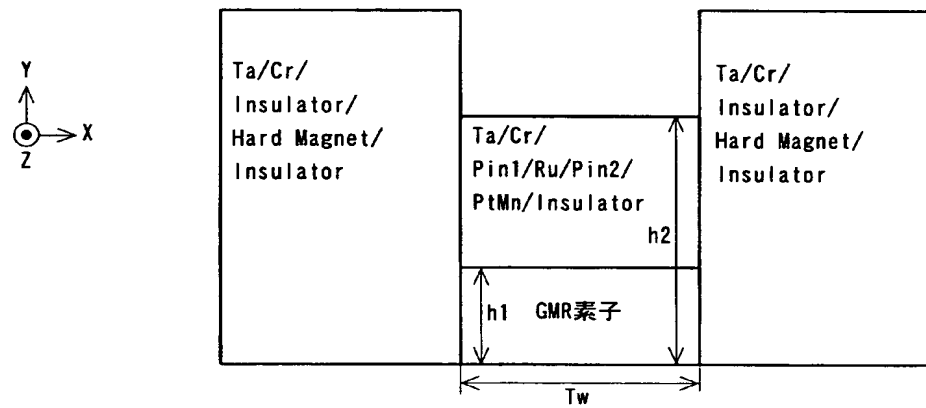 Y
X
Z
Ta/Cr/
Insulator/
Hard Magnet/
Insulator
Ta/Cr/
Pin1/Ru/Pin2/
PtMn/Insulator
h2
h1
GMR素子
Tw
Ta/Cr/
Insulator/
Hard Magnet/
Insulator